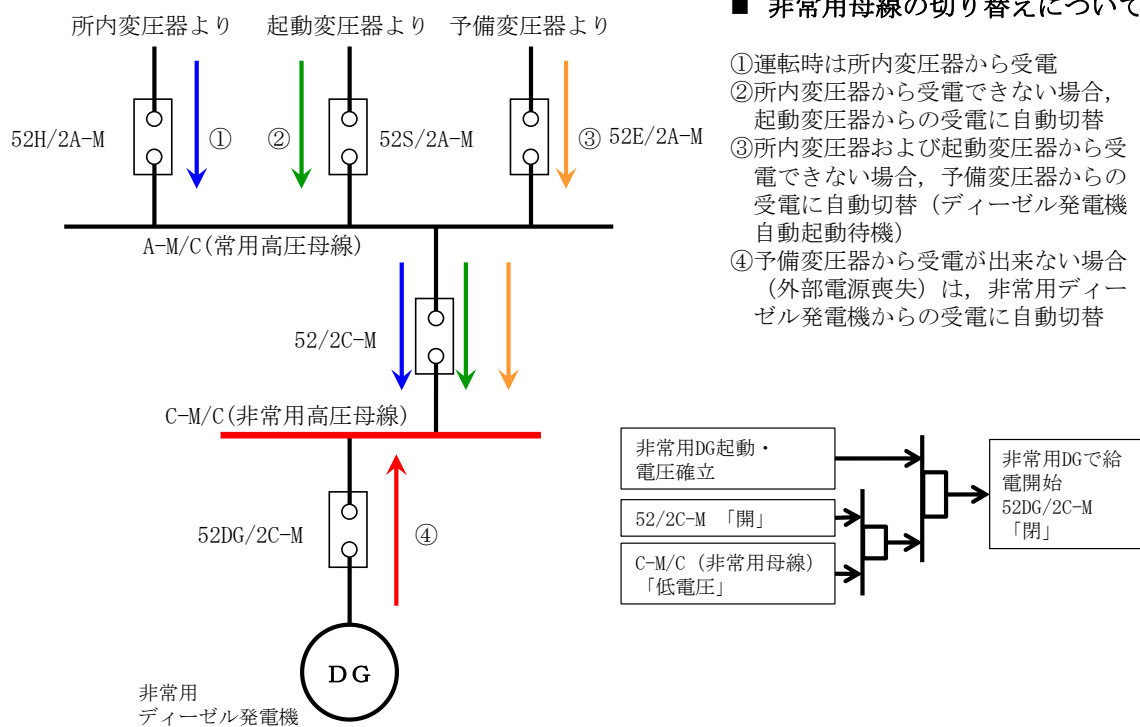 所内変圧器より 起動変圧器より 予備変圧器より
52H/2A-M ① ② 52S/2A-M ③ 52E/2A-M
A-M/C(常用高圧母線)
52/2C-M
C-M/C(非常用高圧母線)
52DG/2C-M ④
DG
非常用
ディーゼル発電機
■ 非常用母線の切り替えについて
①運転時は所内変圧器から受電
②所内変圧器から受電できない場合,
起動変圧器からの受電に自動切替
③所内変圧器および起動変圧器から受
電できない場合, 予備変圧器からの
受電に自動切替(ディーゼル発電機
自動起動待機)
④予備変圧器から受電が出来ない場合
(外部電源喪失)は, 非常用ディー
ゼル発電機からの受電に自動切替
非常用DG起動・
電圧確立
52/2C-M 「開」
C-M/C (非常用母線)
「低電圧」
非常用DGで給
電開始
52DG/2C-M
「閉」